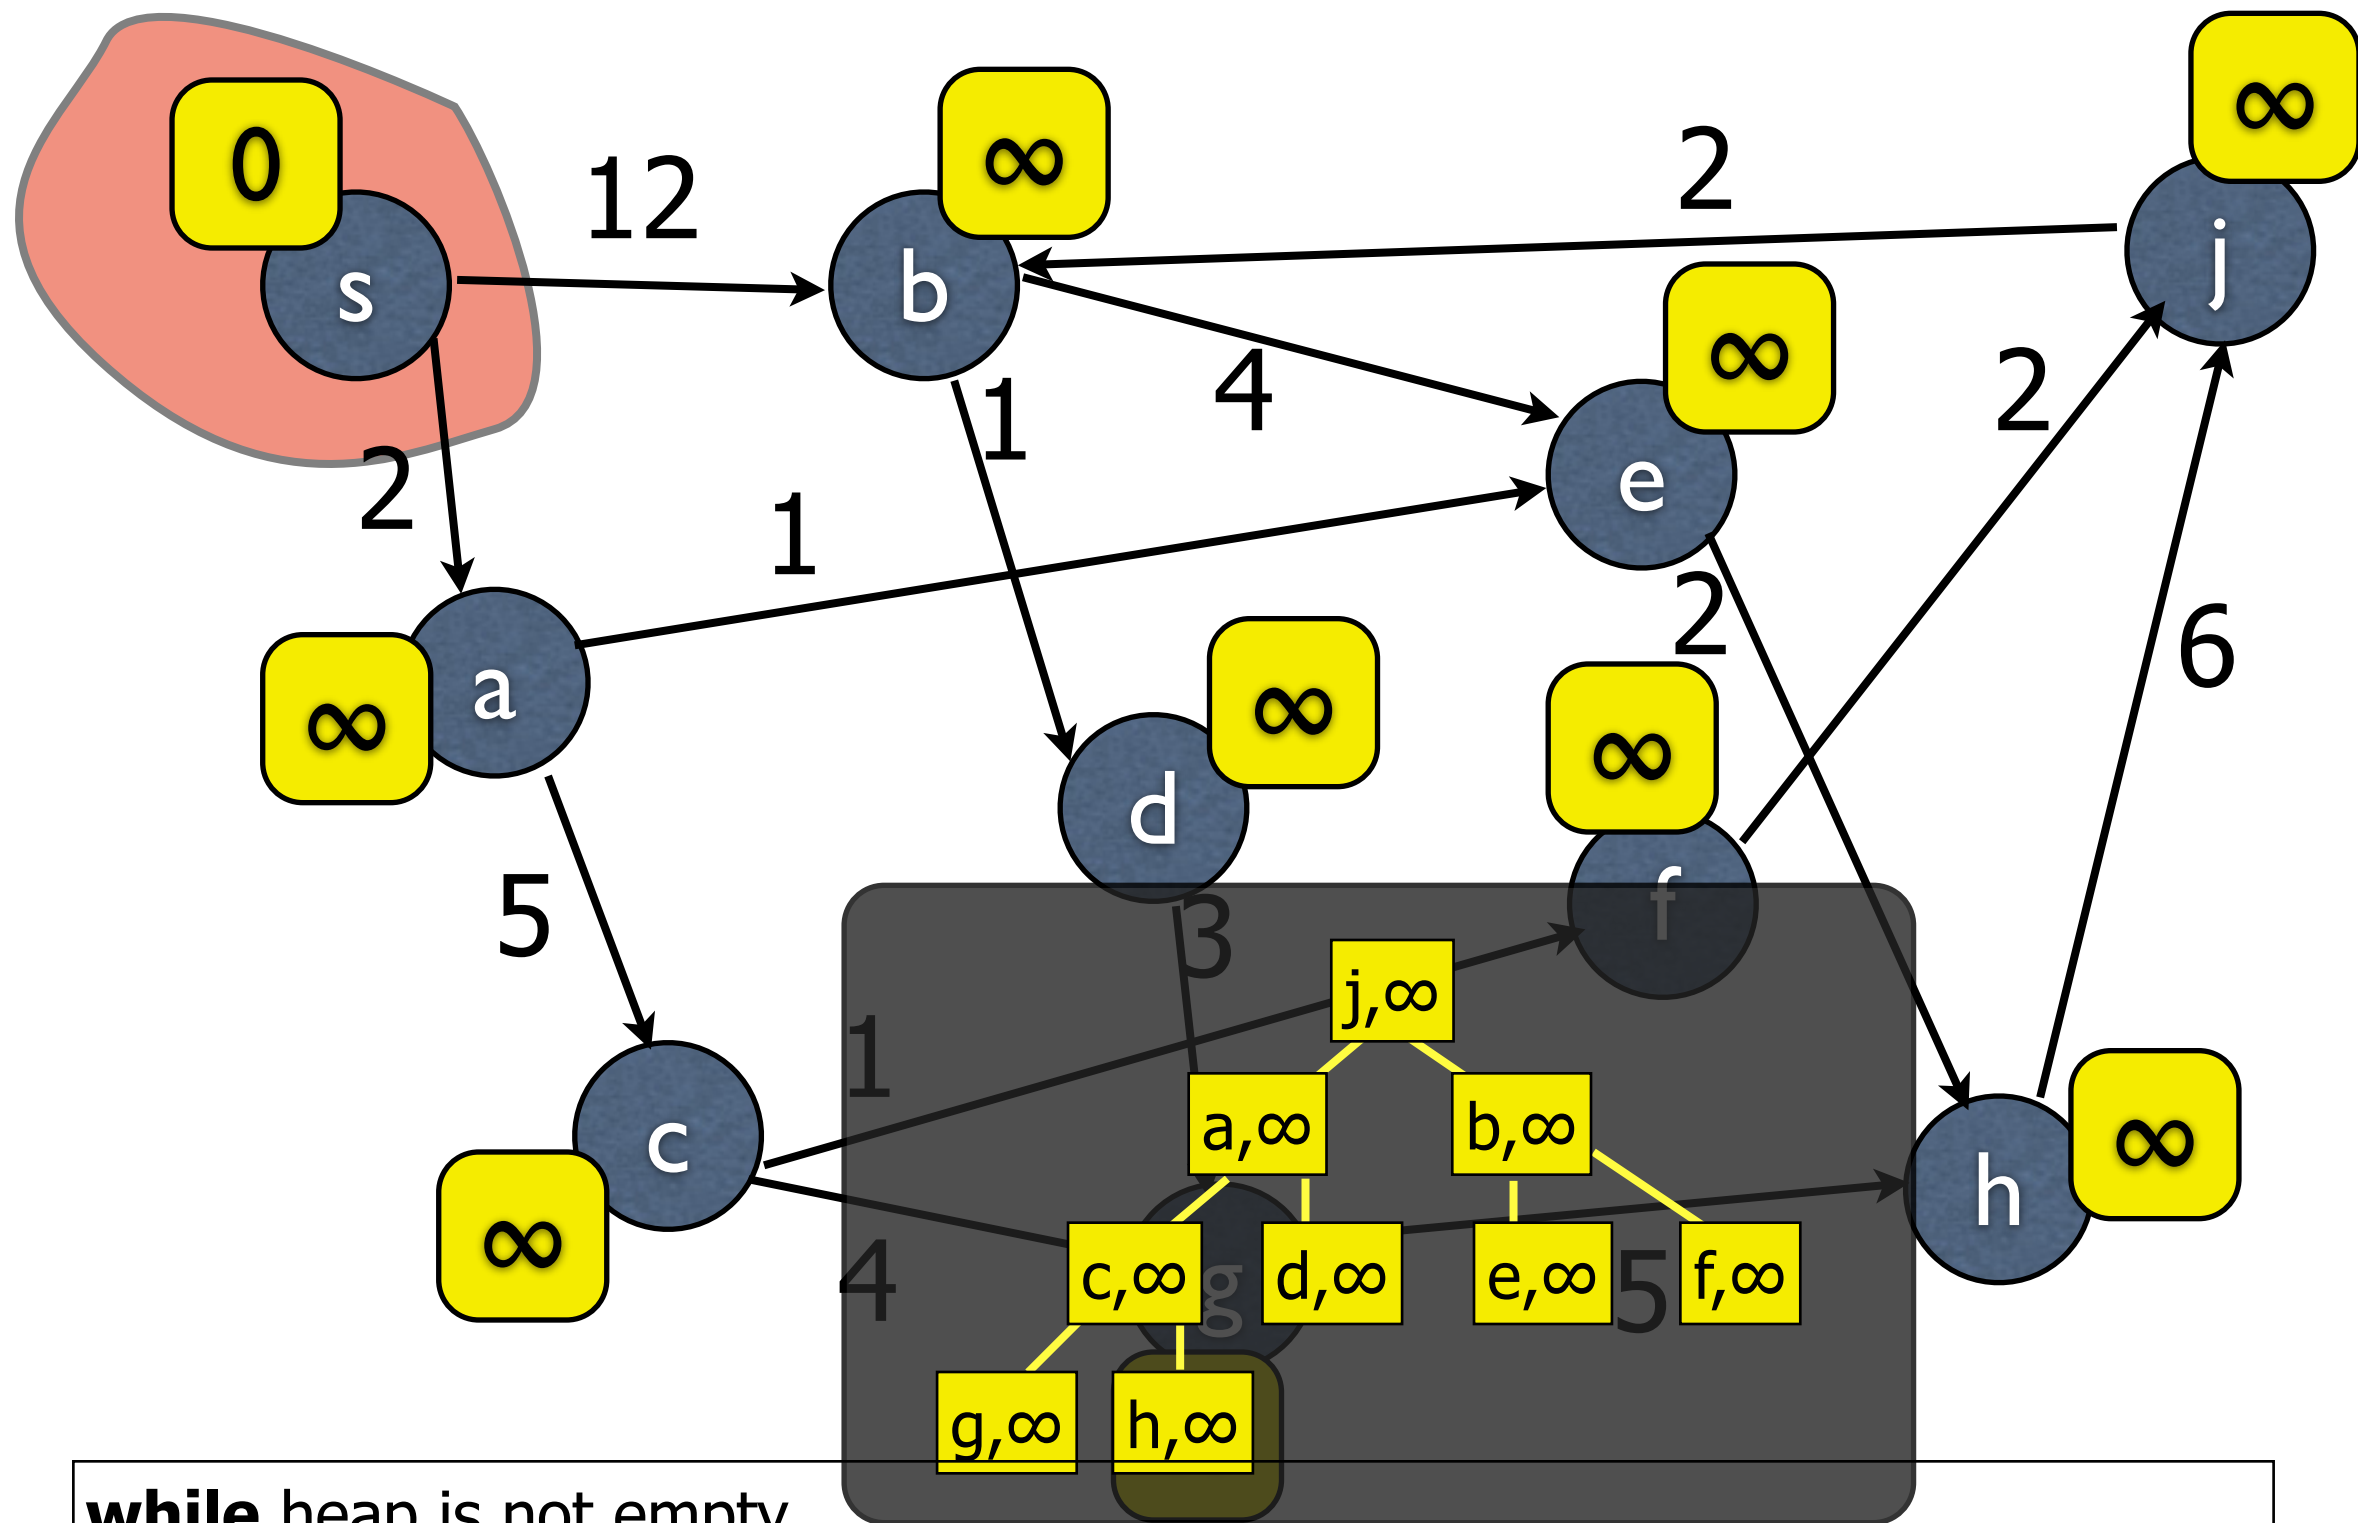 0
∞
∞
12
2
s
b
j
∞
4
1
2
e
2
1
2
6
a
∞
∞
∞
d
f
5
3
j,∞
1
a,∞
b,∞
c
∞
h
∞
4
c,∞
g
d,∞
e,∞
5
f,∞
g,∞
h,∞
while heap is not empty